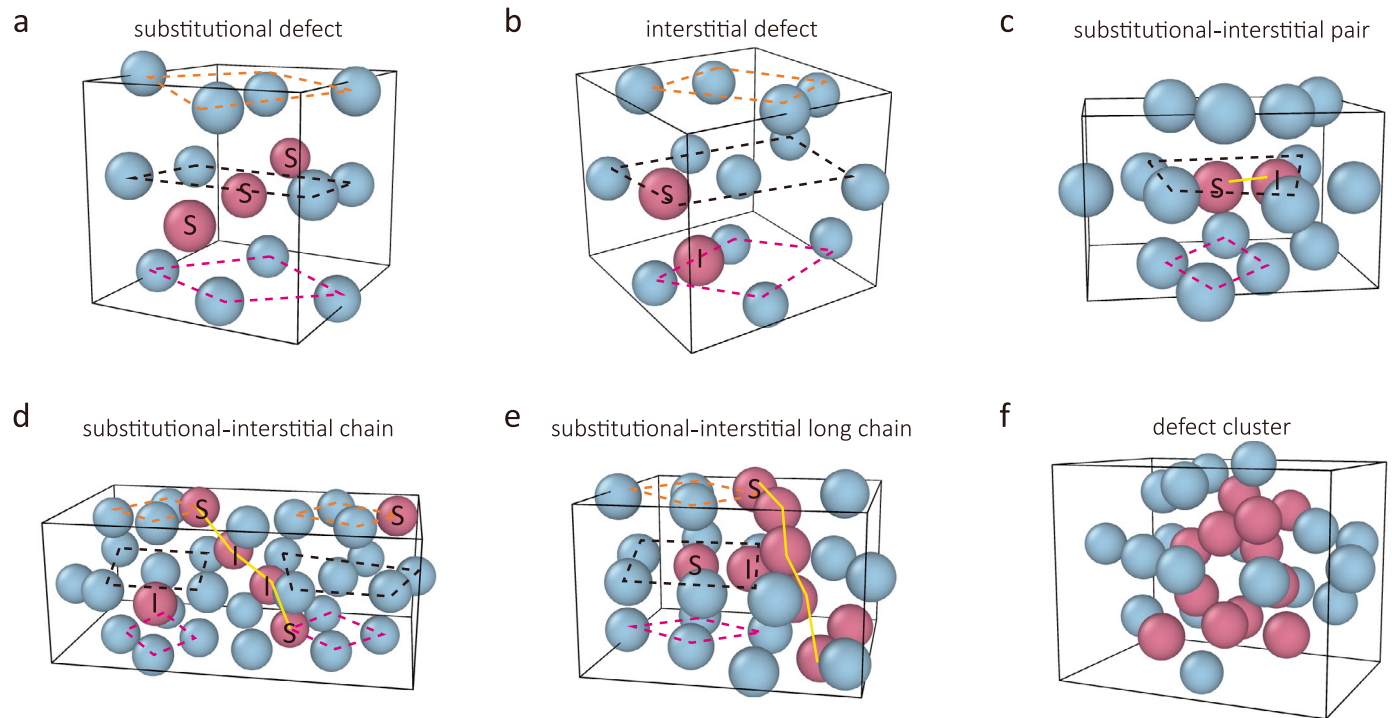 a
substitutional defect
S
S
S
b
interstitial defect
S
I
c
substitutional-interstitial pair
S
I
d
substitutional-interstitial chain
S
S
I
I
I
S
e
substitutional-interstitial long chain
S
S
I
f
defect cluster